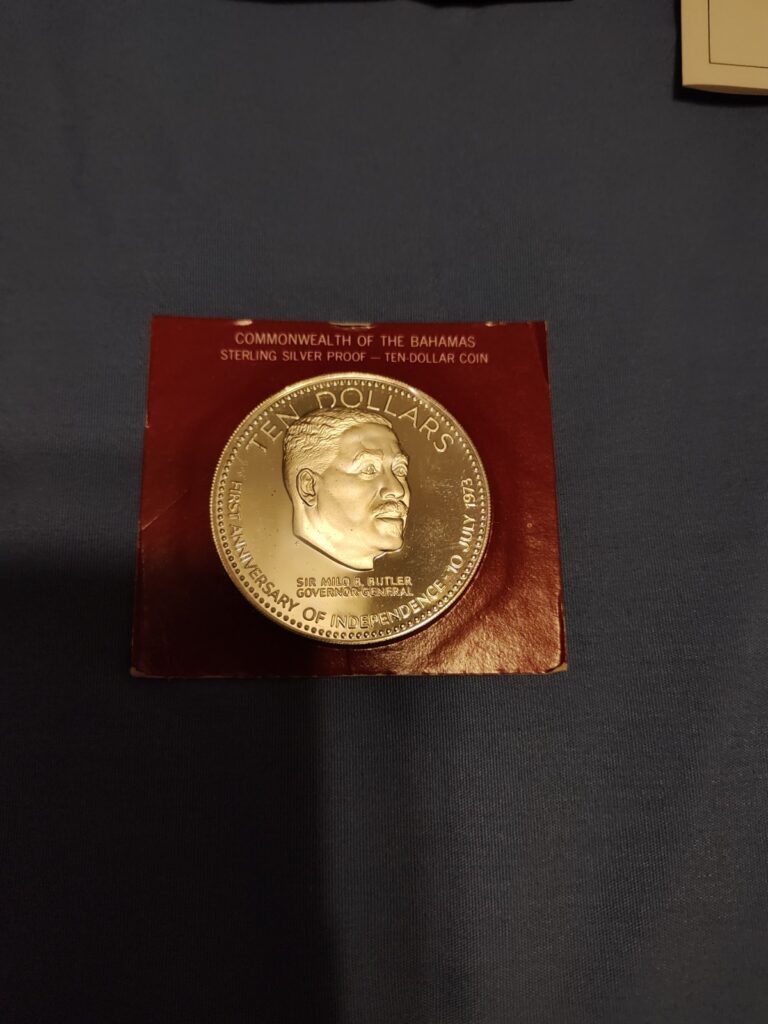 COMMONWEALTH OF THE BAHAMAS
STERLING SILVER PROOF — TEN-DOLLAR COIN
TEN DOLLARS
SIR MILO B. BUTLER
GOVERNOR-GENERAL
FIRST ANNIVERSARY OF INDEPENDENCE · 10 JULY 1973